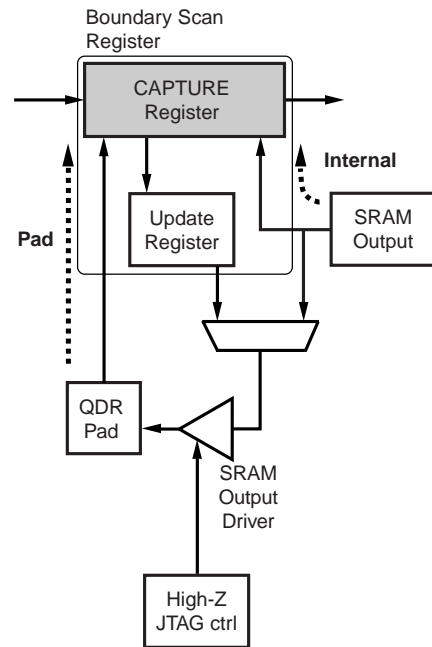 Boundary Scan
Register
CAPTURE
Register
Internal
Update
Register
SRAM
Output
Pad
QDR
Pad
SRAM
Output
Driver
High-Z
JTAG ctrl